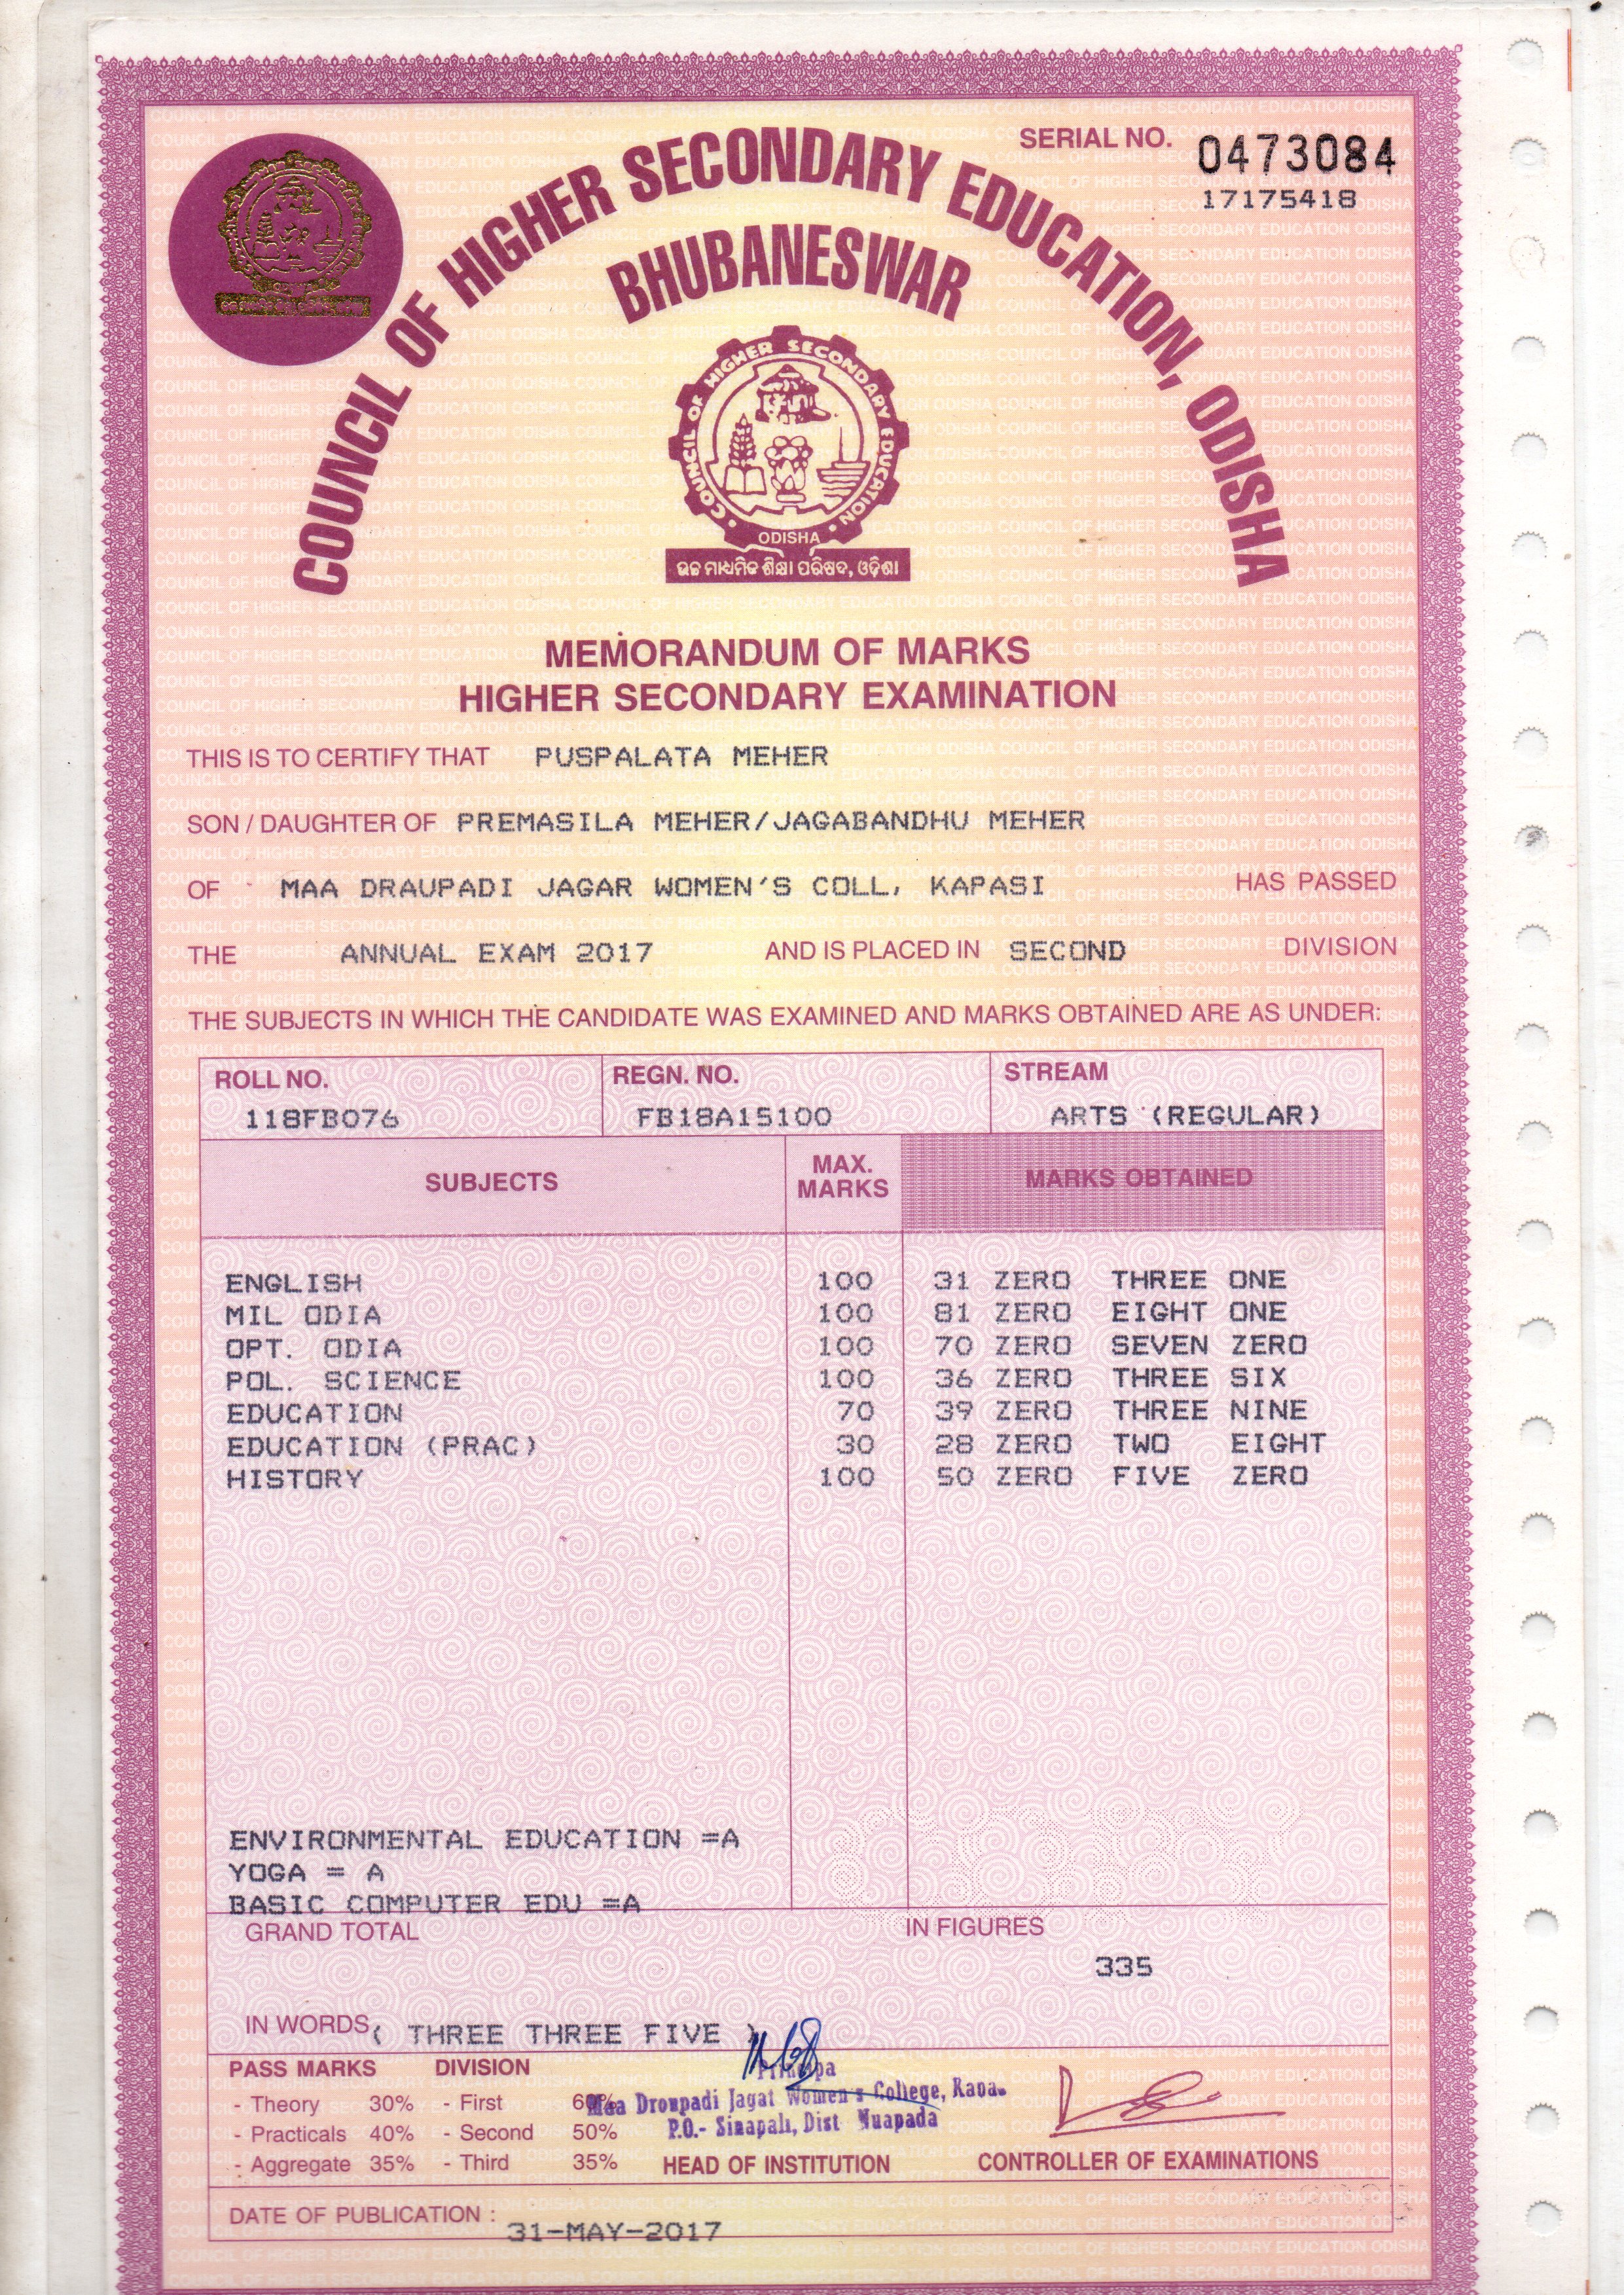 SERIAL NO. 0473084
17175418
COUNCIL OF HIGHER SECONDARY EDUCATION, ODISHA
BHUBANESWAR
COUNCIL OF HIGHER SECONDARY EDUCATION
ODISHA
ଉଚ୍ଚ ମାଧ୍ୟମିକ ଶିକ୍ଷା ପରିଷଦ, ଓଡ଼ିଶା
MEMORANDUM OF MARKS
HIGHER SECONDARY EXAMINATION
THIS IS TO CERTIFY THAT PUSPALATA MEHER
SON / DAUGHTER OF PREMASILA MEHER/JAGABANDHU MEHER
OF MAA DRAUPADI JAGAR WOMEN'S COLL, KAPASI HAS PASSED
THE ANNUAL EXAM 2017 AND IS PLACED IN SECOND DIVISION
THE SUBJECTS IN WHICH THE CANDIDATE WAS EXAMINED AND MARKS OBTAINED ARE AS UNDER:
ROLL NO. REGN. NO. STREAM
118FB076 FB18A15100 ARTS (REGULAR)
SUBJECTS MAX. MARKS MARKS OBTAINED
ENGLISH 100 31 ZERO THREE ONE
MIL ODIA 100 81 ZERO EIGHT ONE
OPT. ODIA 100 70 ZERO SEVEN ZERO
POL. SCIENCE 100 36 ZERO THREE SIX
EDUCATION 70 39 ZERO THREE NINE
EDUCATION (PRAC) 30 28 ZERO TWO EIGHT
HISTORY 100 50 ZERO FIVE ZERO
ENVIRONMENTAL EDUCATION =A
YOGA = A
BASIC COMPUTER EDU =A
GRAND TOTAL IN FIGURES
335
IN WORDS ( THREE THREE FIVE )
PASS MARKS DIVISION
- Theory 30% - First 60%
- Practicals 40% - Second 50%
- Aggregate 35% - Third 35%
Maa Droupadi Jagat Women's College,
P.O.- Sinapali, Dist Nuapada
HEAD OF INSTITUTION CONTROLLER OF EXAMINATIONS
DATE OF PUBLICATION : 31-MAY-2017